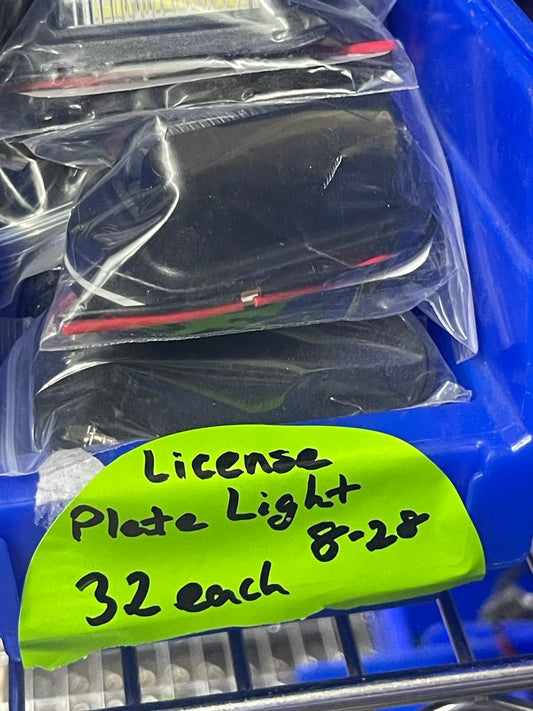 License
Plate Light
8-28
32 each